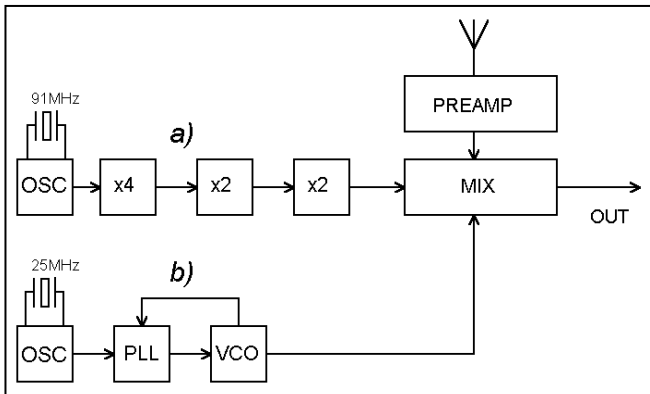 PREAMP
91MHz
a)
OSC
x4
x2
x2
MIX
OUT
25MHz
b)
OSC
PLL
VCO